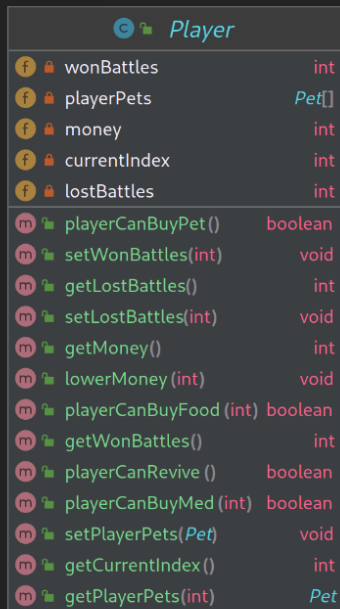 C Player
f wonBattles int
f playerPets Pet[]
f money int
f currentIndex int
f lostBattles int
m playerCanBuyPet() boolean
m setWonBattles(int) void
m getLostBattles() int
m setLostBattles(int) void
m getMoney() int
m lowerMoney(int) void
m playerCanBuyFood(int) boolean
m getWonBattles() int
m playerCanRevive() boolean
m playerCanBuyMed(int) boolean
m setPlayerPets(Pet) void
m getCurrentIndex() int
m getPlayerPets(int) Pet